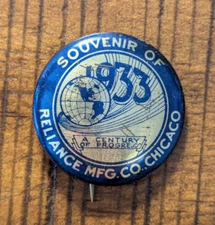 SOUVENIR OF
1933
A CENTURY
OF PROGRESS
RELIANCE MFG. CO. CHICAGO